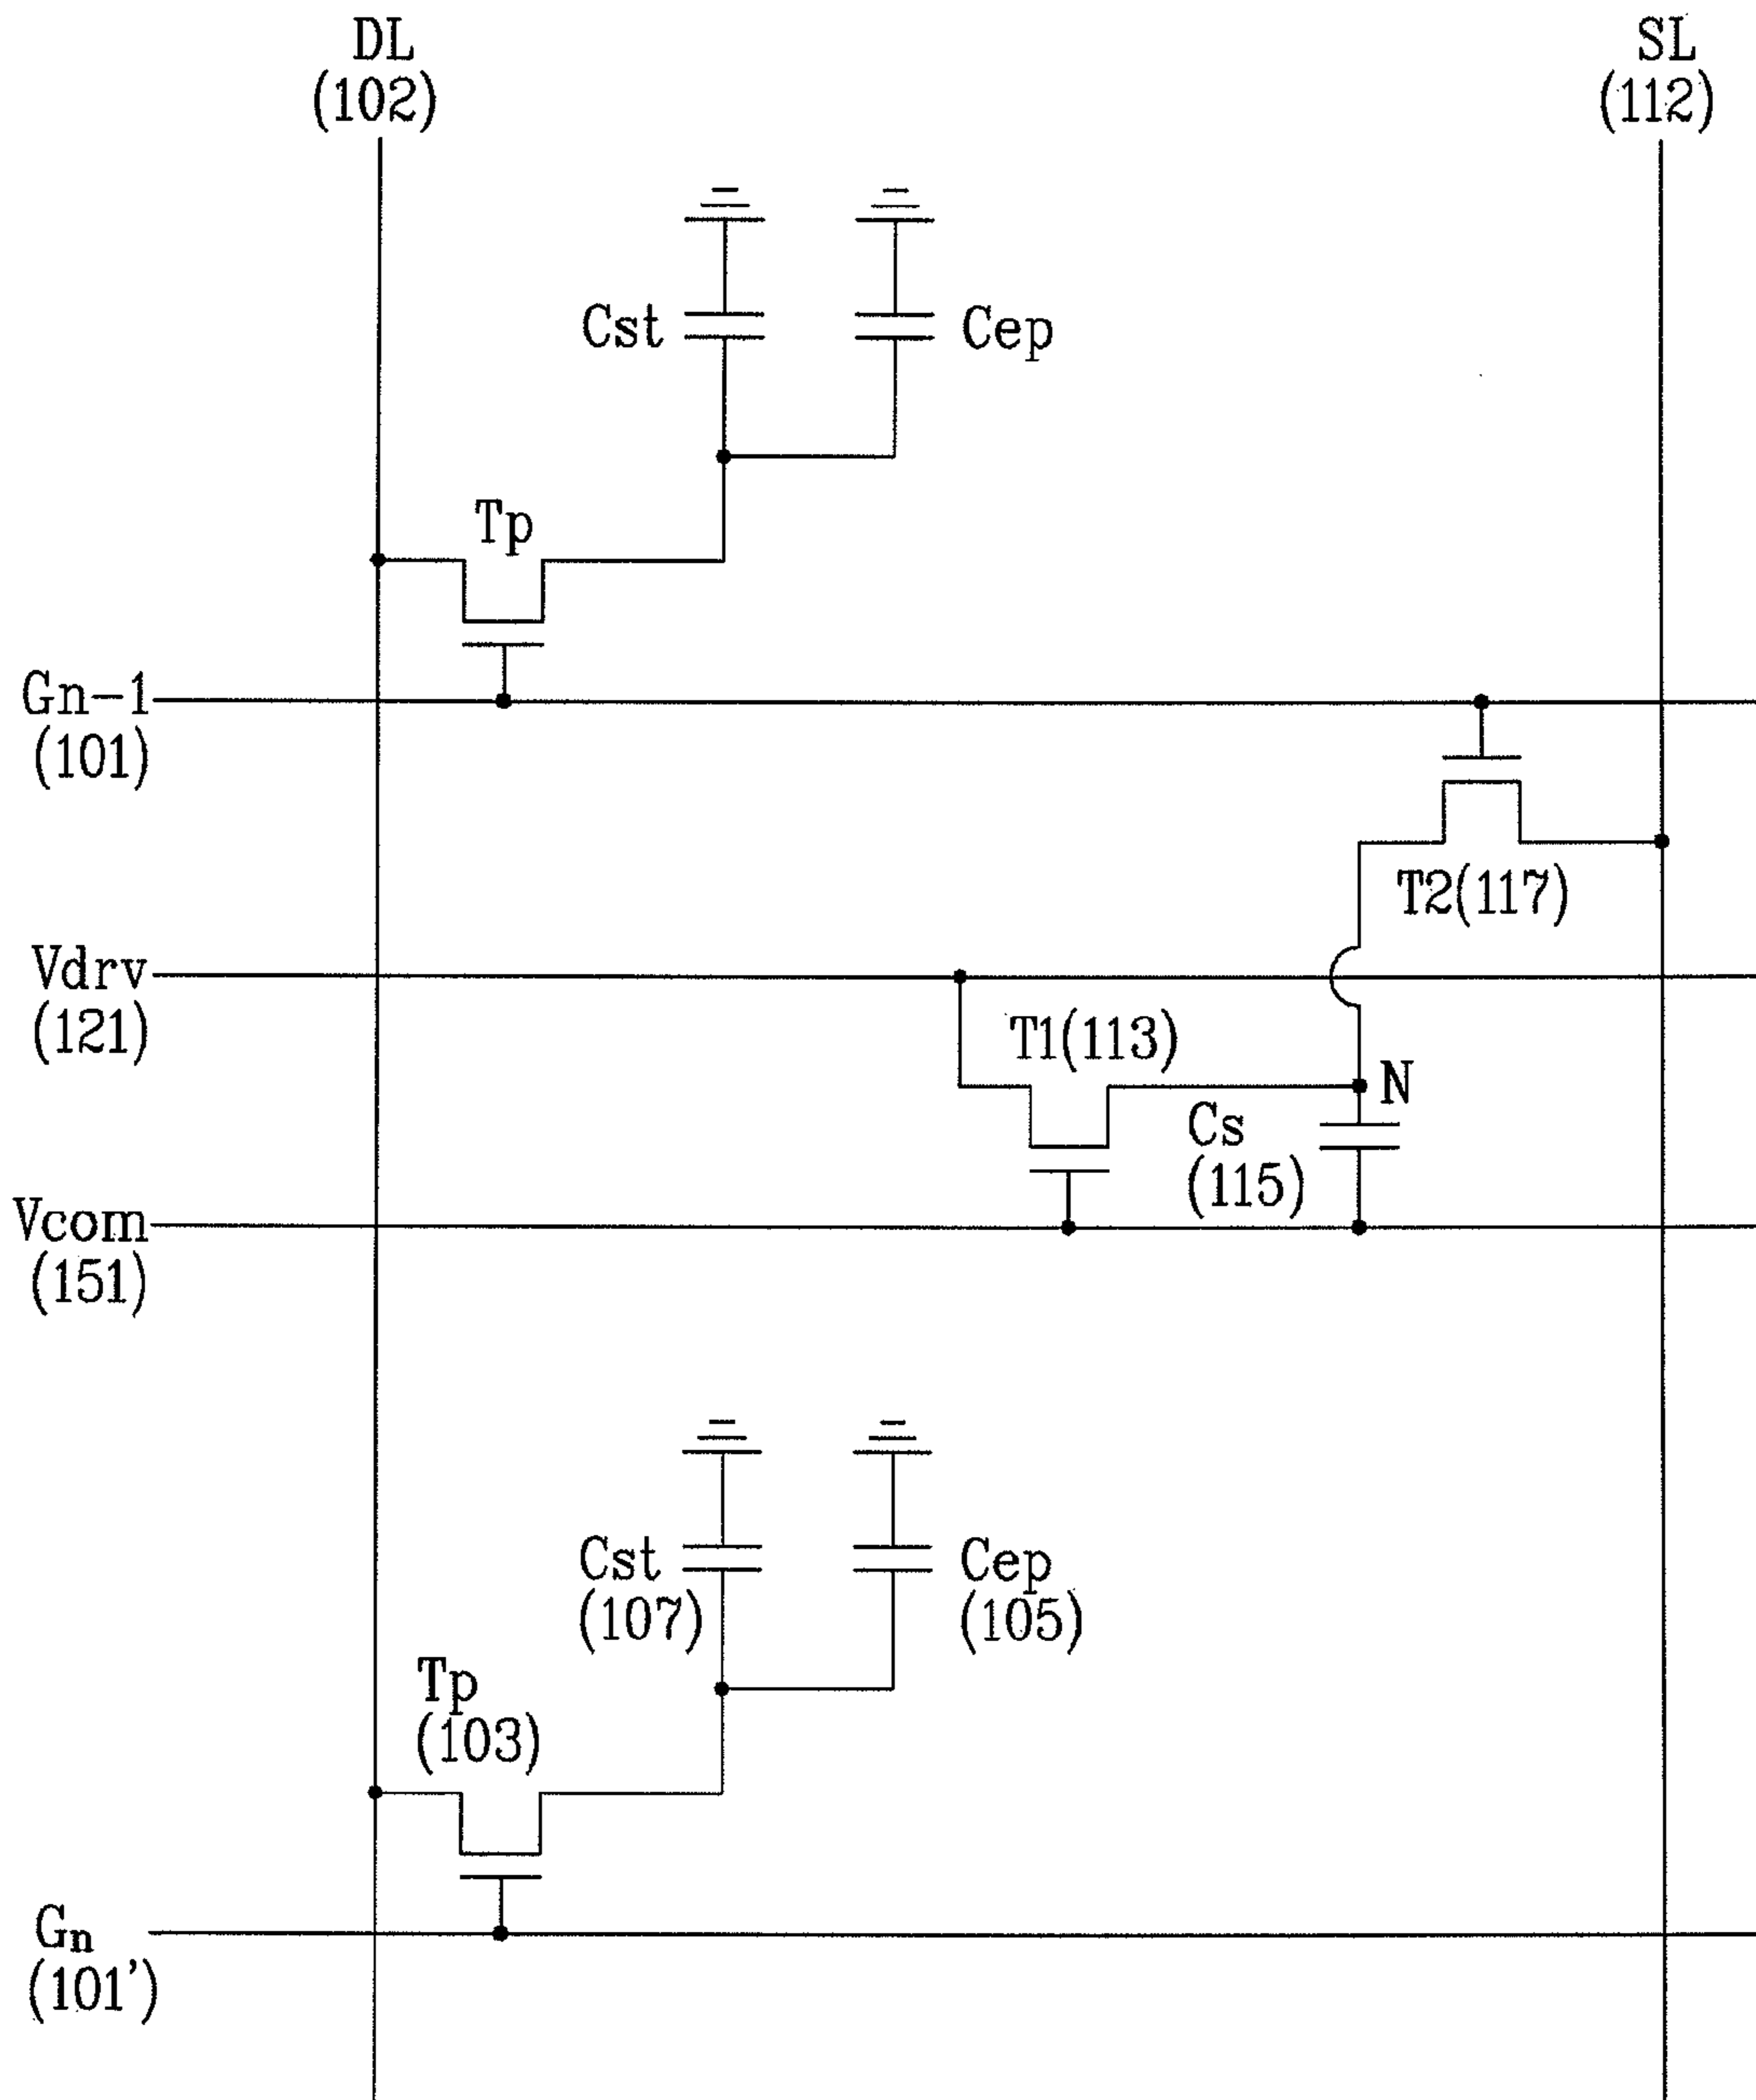 DL
(102)
SL
(112)
Cst
Cep
Tp
Gn-1
(101)
T2(117)
Vdrv
(121)
T1(113)
N
Cs
(115)
Vcom
(151)
Cst
(107)
Cep
(105)
Tp
(103)
Gn
(101')